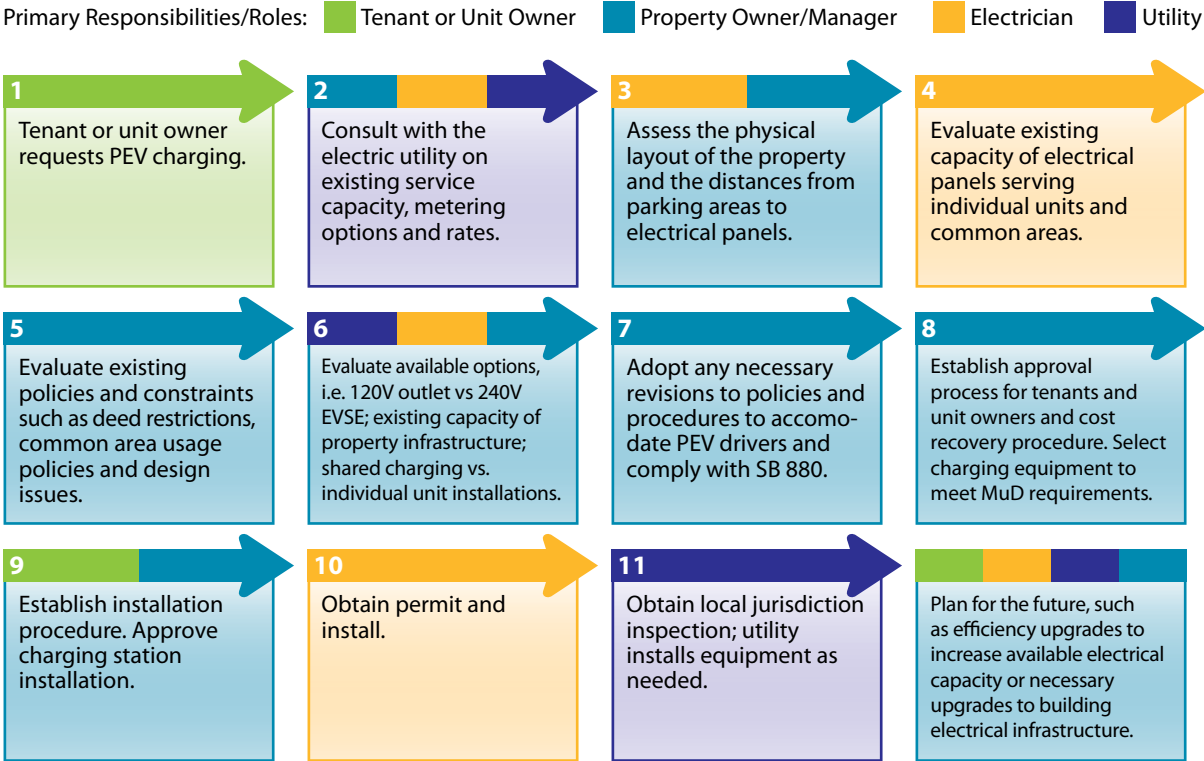 Primary Responsibilities/Roles: Tenant or Unit Owner Property Owner/Manager Electrician Utility
1
Tenant or unit owner
requests PEV charging.
2
Consult with the
electric utility on
existing service
capacity, metering
options and rates.
3
Assess the physical
layout of the property
and the distances from
parking areas to
electrical panels.
4
Evaluate existing
capacity of electrical
panels serving
individual units and
common areas.
5
Evaluate existing
policies and constraints
such as deed restrictions,
common area usage
policies and design
issues.
6
Evaluate available options,
i.e. 120V outlet vs 240V
EVSE; existing capacity of
property infrastructure;
shared charging vs.
individual unit installations.
7
Adopt any necessary
revisions to policies and
procedures to accomo-
date PEV drivers and
comply with SB 880.
8
Establish approval
process for tenants and
unit owners and cost
recovery procedure. Select
charging equipment to
meet MuD requirements.
9
Establish installation
procedure. Approve
charging station
installation.
10
Obtain permit and
install.
11
Obtain local jurisdiction
inspection; utility
installs equipment as
needed.
Plan for the future, such
as efficiency upgrades to
increase available electrical
capacity or necessary
upgrades to building
electrical infrastructure.